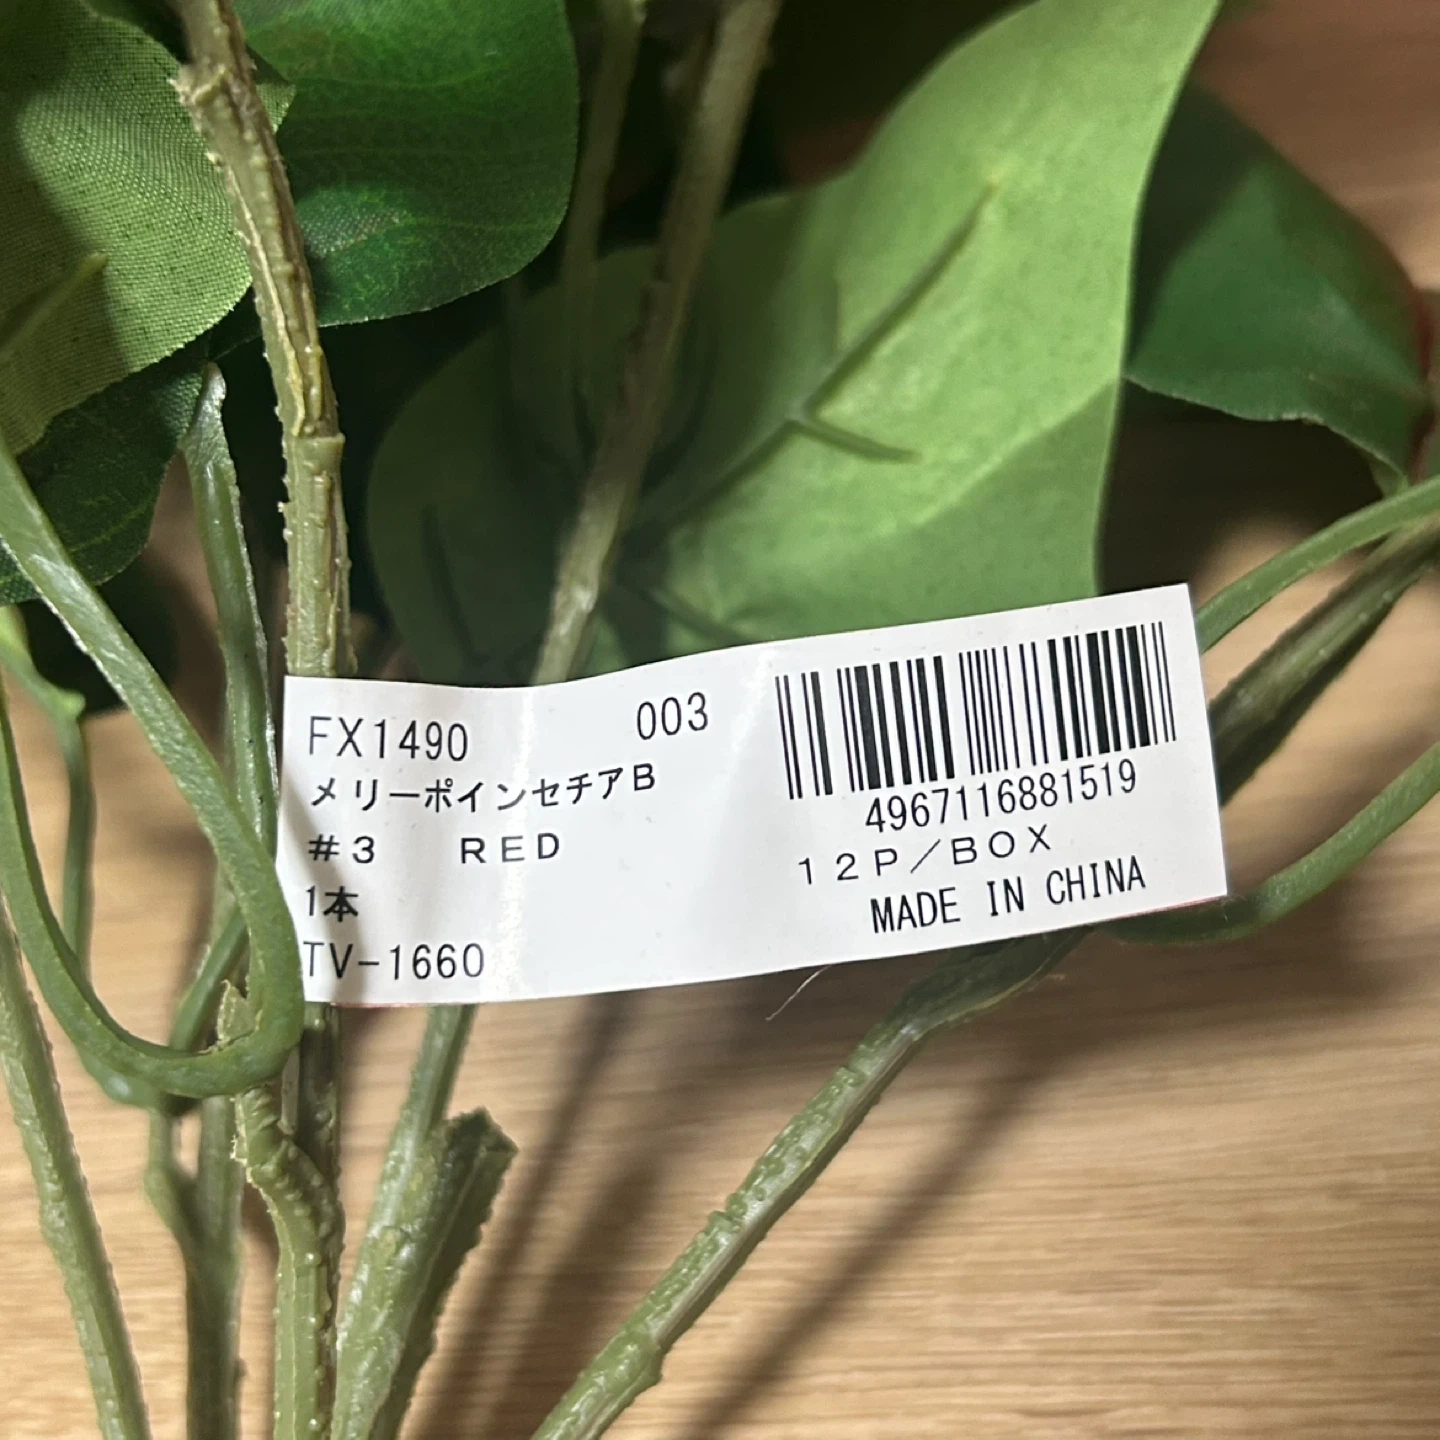 FX1490 003
メリーポインセチアB
#3 RED
1本
TV-1660
4967116881519
12P/BOX
MADE IN CHINA